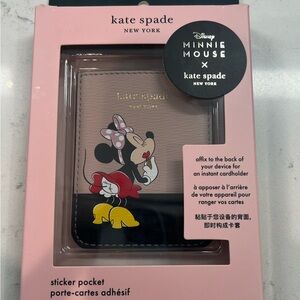 kate spade
NEW YORK
Disney
MINNIE
MOUSE
×
kate spade
NEW YORK
kate spade
NEW YORK
affix to the back of
your device for
an instant cardholder
à apposer à l'arrière
de votre appareil pour
ranger vos cartes
粘贴于您设备的背面,
即时构成卡套
sticker pocket
porte-cartes adhésif